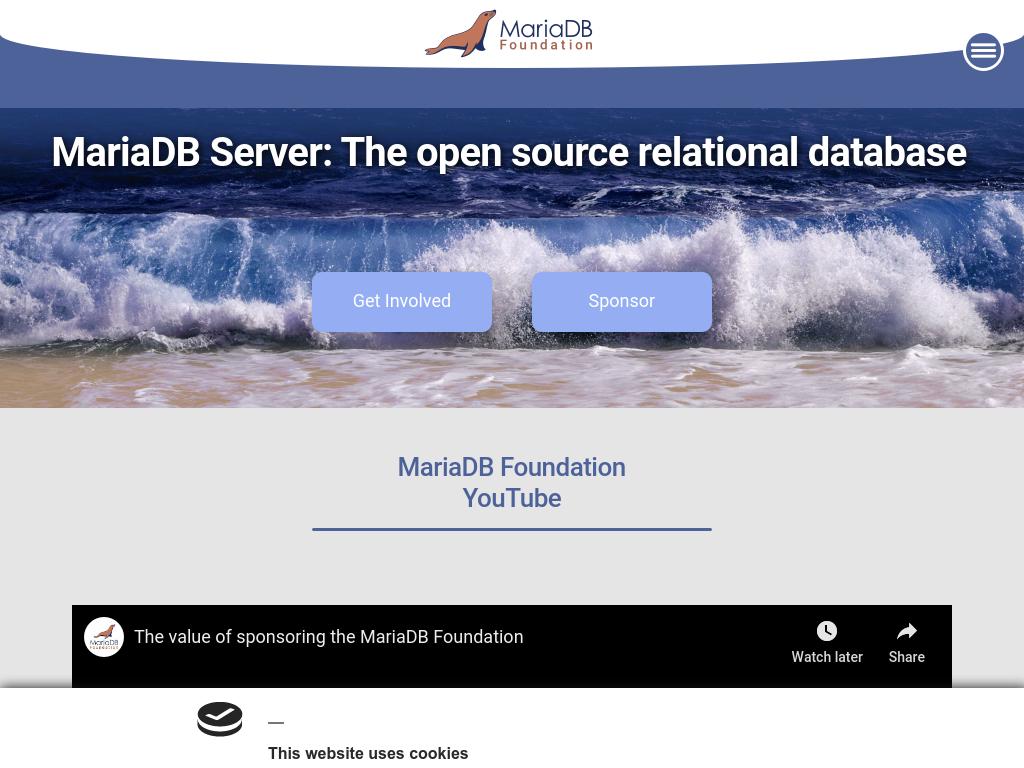 MariaDB
Foundation
MariaDB Server: The open source relational database
Get Involved
Sponsor
MariaDB Foundation
YouTube
MariaDB
The value of sponsoring the MariaDB Foundation
Watch later
Share
This website uses cookies